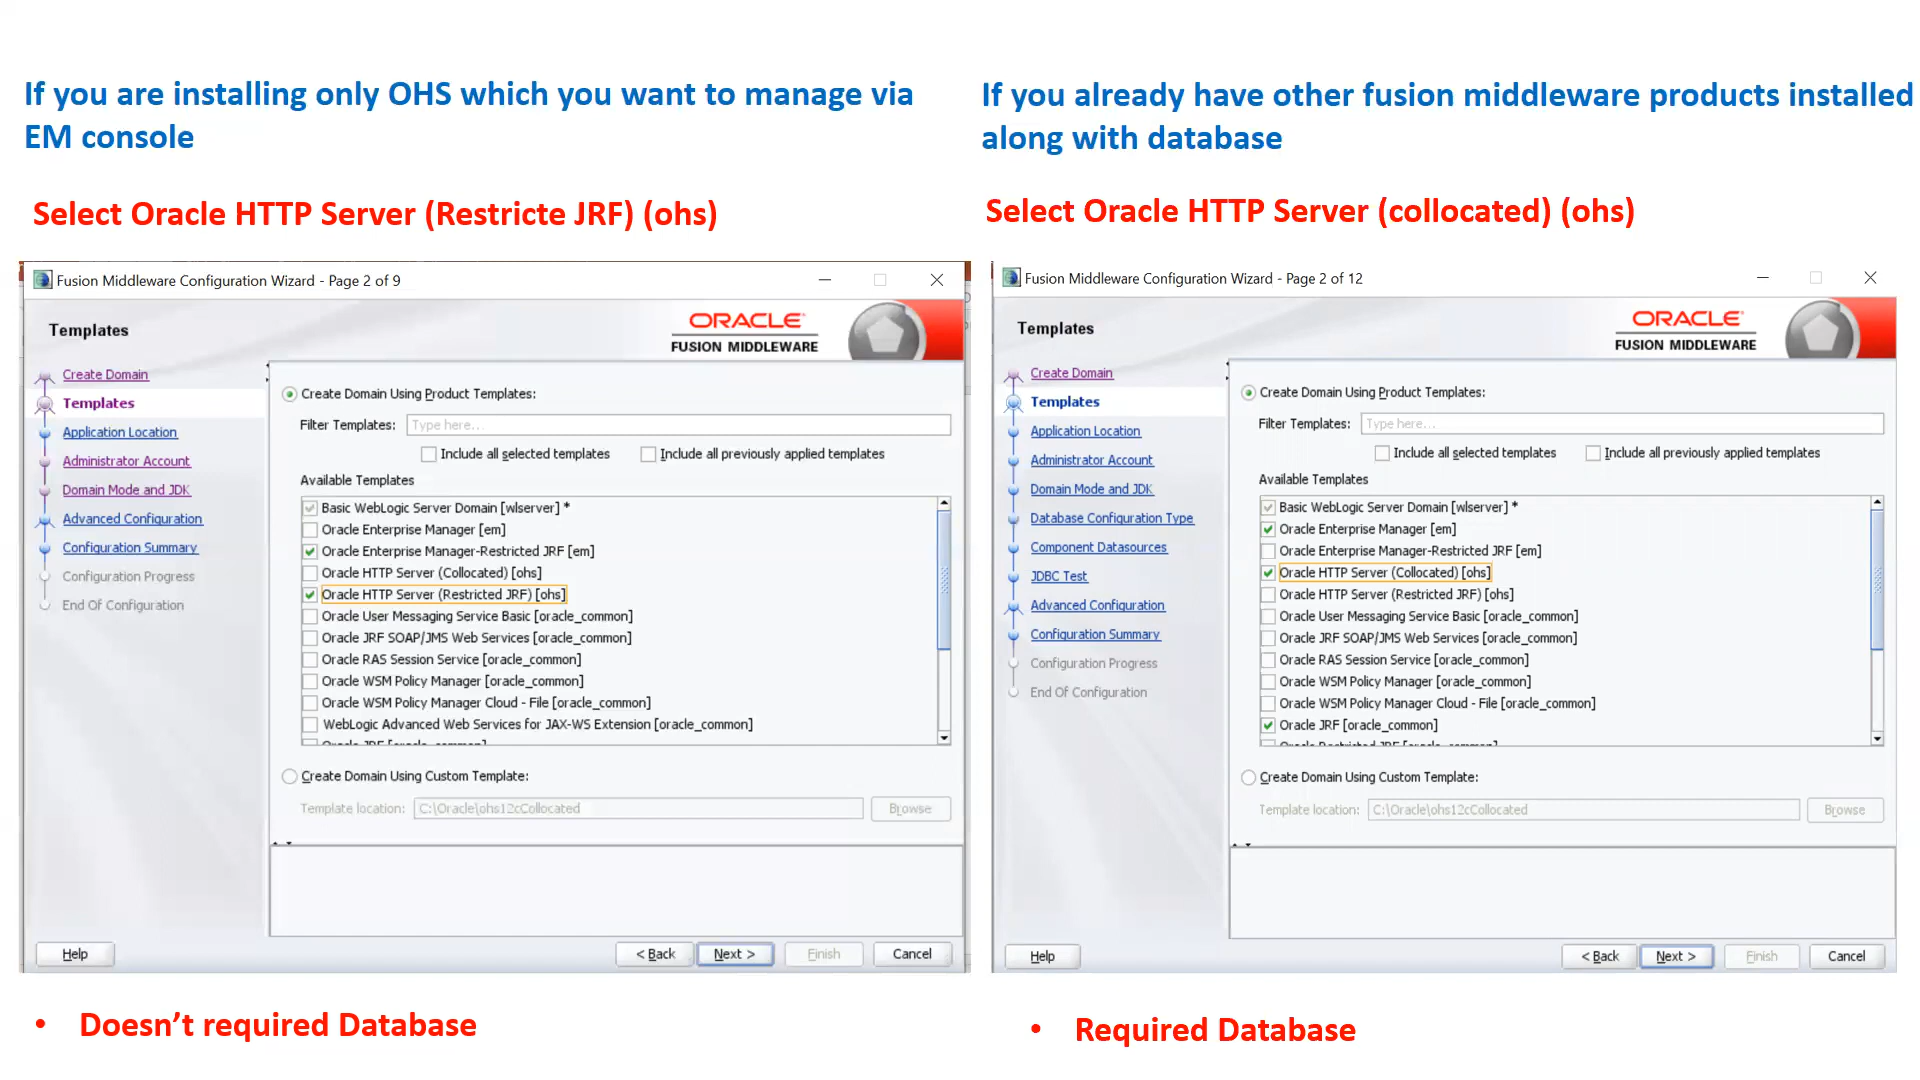 If you are installing only OHS which you want to manage via
EM console
Select Oracle HTTP Server (Restricte JRF) (ohs)
Fusion Middleware Configuration Wizard - Page 2 of 9
Templates
ORACLE
FUSION MIDDLEWARE
Create Domain
Templates
Application Location
Administrator Account
Domain Mode and JDK
Advanced Configuration
Configuration Summary
Configuration Progress
End Of Configuration
Create Domain Using Product Templates:
Filter Templates: Type here...
Include all selected templates Include all previously applied templates
Available Templates
Basic WebLogic Server Domain [wlserver] *
Oracle Enterprise Manager [em]
Oracle Enterprise Manager-Restricted JRF [em]
Oracle HTTP Server (Collocated) [ohs]
Oracle HTTP Server (Restricted JRF) [ohs]
Oracle User Messaging Service Basic [oracle_common]
Oracle JRF SOAP/JMS Web Services [oracle_common]
Oracle RAS Session Service [oracle_common]
Oracle WSM Policy Manager [oracle_common]
Oracle WSM Policy Manager Cloud - File [oracle_common]
WebLogic Advanced Web Services for JAX-WS Extension [oracle_common]
Oracle JRF [oracle_common]
Create Domain Using Custom Template:
Template location: C:\Oracle\ohs12cCollocated Browse
Help < Back Next > Finish Cancel
• Doesn't required Database
If you already have other fusion middleware products installed
along with database
Select Oracle HTTP Server (collocated) (ohs)
Fusion Middleware Configuration Wizard - Page 2 of 12
Templates
ORACLE
FUSION MIDDLEWARE
Create Domain
Templates
Application Location
Administrator Account
Domain Mode and JDK
Database Configuration Type
Component Datasources
JDBC Test
Advanced Configuration
Configuration Summary
Configuration Progress
End Of Configuration
Create Domain Using Product Templates:
Filter Templates: Type here...
Include all selected templates Include all previously applied templates
Available Templates
Basic WebLogic Server Domain [wlserver] *
Oracle Enterprise Manager [em]
Oracle Enterprise Manager-Restricted JRF [em]
Oracle HTTP Server (Collocated) [ohs]
Oracle HTTP Server (Restricted JRF) [ohs]
Oracle User Messaging Service Basic [oracle_common]
Oracle JRF SOAP/JMS Web Services [oracle_common]
Oracle RAS Session Service [oracle_common]
Oracle WSM Policy Manager [oracle_common]
Oracle WSM Policy Manager Cloud - File [oracle_common]
Oracle JRF [oracle_common]
Oracle Restricted JRF [oracle_common]
Create Domain Using Custom Template:
Template location: C:\Oracle\ohs12cCollocated Browse
Help < Back Next > Finish Cancel
• Required Database